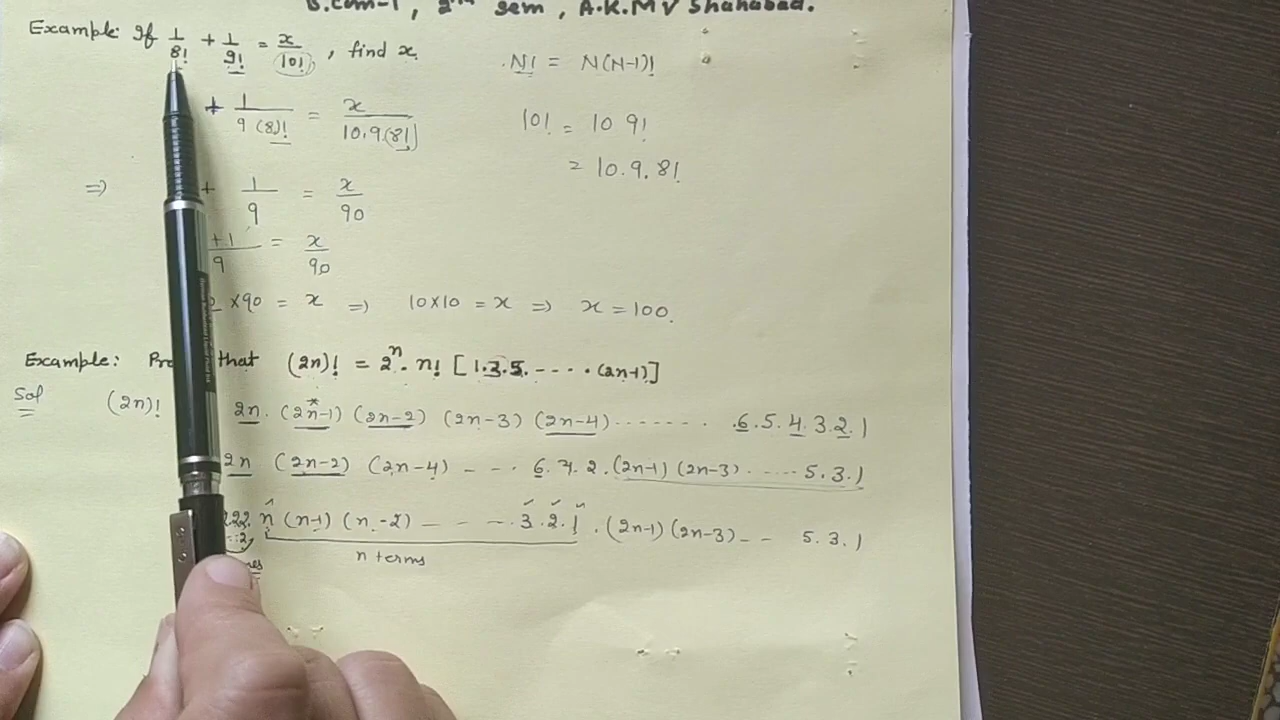 B.Com-I, 2nd sem, A.K.M.V Shahabad.
Example: If 1/8! + 1/9! = x/10!, find x.
N! = N(N-1)!
+ 1/9(8)! = x/10.9(8!)
10! = 10 9!
= 10.9.8!
⇒ + 1/9 = x/90
+1/9 = x/90
×90 = x ⇒ 10×10 = x ⇒ x = 100.
Example: that (2n)! = 2ⁿ. n! [1.3.5. - - - - . (2n-1)]
Sol (2n)! 2n. (2n-1) (2n-2) (2n-3) (2n-4) ....... .6.5.4.3.2.1
2n (2n-2) (2n-4) - - - . 6. 4. 2. (2n-1) (2n-3) . ..... 5.3.1
222. n (n-1) (n-2) - - - - . 3. 2. 1 . (2n-1) (2n-3) - - 5.3.1
n terms